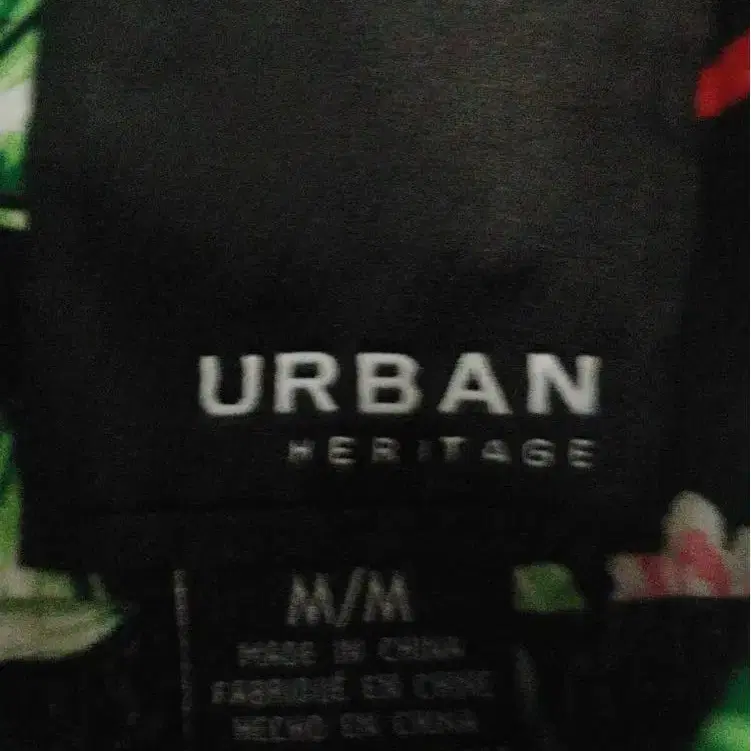 URBAN
HERITAGE
M/M
MADE IN CHINA
FABRIQUÉ EN CHINE
HECHO EN CHINA